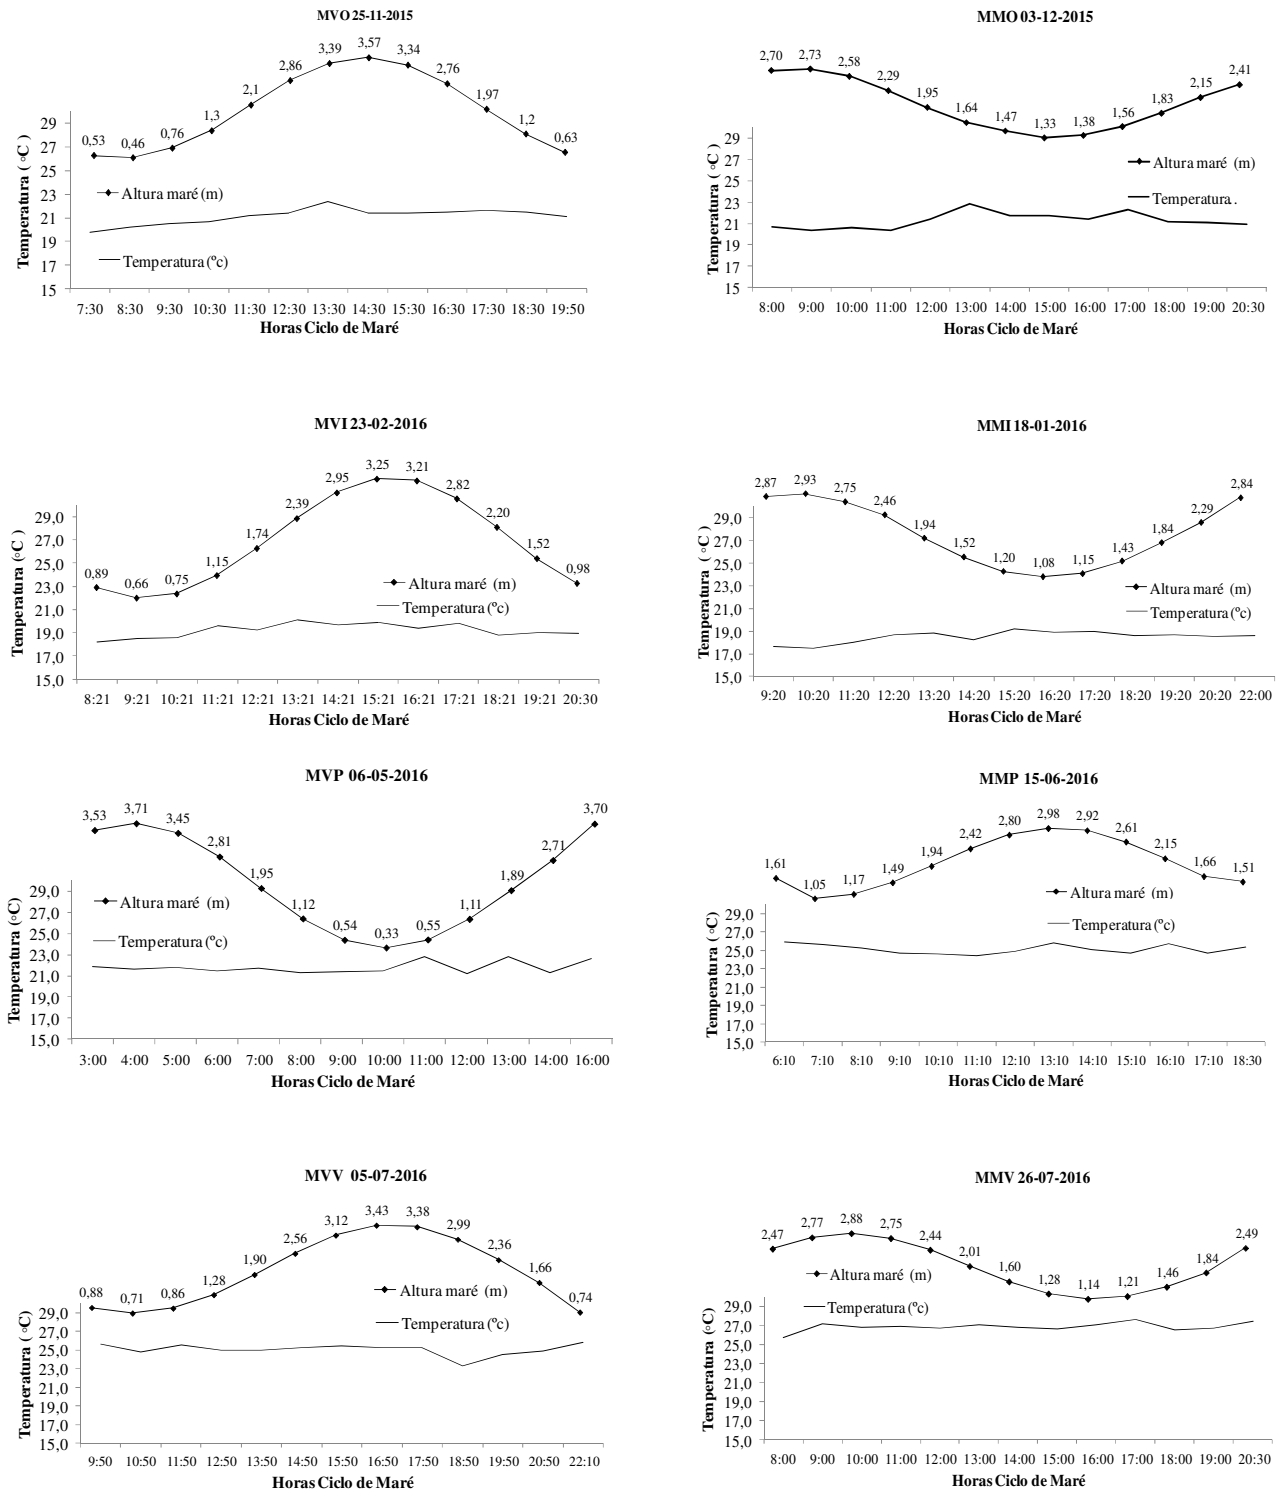 MVO 25-11-2015
3,57
3,39 3,34
2,86 2,76
2,1 1,97
1,3 1,2
0,53 0,46 0,76 0,63
Temperatura ( °C )
29
27
25
23
21
19
17
15
Altura maré (m)
Temperatura (ºc)
7:30 8:30 9:30 10:30 11:30 12:30 13:30 14:30 15:30 16:30 17:30 18:30 19:50
Horas Ciclo de Maré
MMO 03-12-2015
2,70 2,73 2,58 2,29 1,95 1,64 1,47 1,33 1,38 1,56 1,83 2,15 2,41
Temperatura ( °C )
29
27
25
23
21
19
17
15
Altura maré (m)
Temperatura..
8:00 9:00 10:00 11:00 12:00 13:00 14:00 15:00 16:00 17:00 18:00 19:00 20:30
Horas Ciclo de Maré
MVI 23-02-2016
0,89 0,66 0,75 1,15 1,74 2,39 2,95 3,25 3,21 2,82 2,20 1,52 0,98
Temperatura (°C )
29,0
27,0
25,0
23,0
21,0
19,0
17,0
15,0
Altura maré (m)
Temperatura (ºc)
8:21 9:21 10:21 11:21 12:21 13:21 14:21 15:21 16:21 17:21 18:21 19:21 20:30
Horas Ciclo de Maré
MMI 18-01-2016
2,87 2,93 2,75 2,46 1,94 1,52 1,20 1,08 1,15 1,43 1,84 2,29 2,84
Temperatura ( °C )
29,0
27,0
25,0
23,0
21,0
19,0
17,0
15,0
Altura maré (m)
Temperatura (ºc)
9:20 10:20 11:20 12:20 13:20 14:20 15:20 16:20 17:20 18:20 19:20 20:20 22:00
Horas Ciclo de Maré
MVP 06-05-2016
3,53 3,71 3,45 2,81 1,95 1,12 0,54 0,33 0,55 1,11 1,89 2,71 3,70
Temperatura (°C)
29,0
27,0
25,0
23,0
21,0
19,0
17,0
15,0
Altura maré (m)
Temperatura (ºc)
3:00 4:00 5:00 6:00 7:00 8:00 9:00 10:00 11:00 12:00 13:00 14:00 16:00
Horas Ciclo de Maré
MMP 15-06-2016
1,61 1,05 1,17 1,49 1,94 2,42 2,80 2,98 2,92 2,61 2,15 1,66 1,51
Temperatura ( °C)
29,0
27,0
25,0
23,0
21,0
19,0
17,0
15,0
Altura maré (m)
Temperatura (ºc)
6:10 7:10 8:10 9:10 10:10 11:10 12:10 13:10 14:10 15:10 16:10 17:10 18:30
Horas Ciclo de Maré
MVV 05-07-2016
0,88 0,71 0,86 1,28 1,90 2,56 3,12 3,43 3,38 2,99 2,36 1,66 0,74
Temperatura ( °C)
29,0
27,0
25,0
23,0
21,0
19,0
17,0
15,0
Altura maré (m)
Temperatura (ºc)
9:50 10:50 11:50 12:50 13:50 14:50 15:50 16:50 17:50 18:50 19:50 20:50 22:10
Horas Ciclo de Maré
MMV 26-07-2016
2,47 2,77 2,88 2,75 2,44 2,01 1,60 1,28 1,14 1,21 1,46 1,84 2,49
Temperatura (°C)
29,0
27,0
25,0
23,0
21,0
19,0
17,0
15,0
Altura maré (m)
Temperatura (ºc)
8:00 9:00 10:00 11:00 12:00 13:00 14:00 15:00 16:00 17:00 18:00 19:00 20:30
Horas Ciclo de Maré